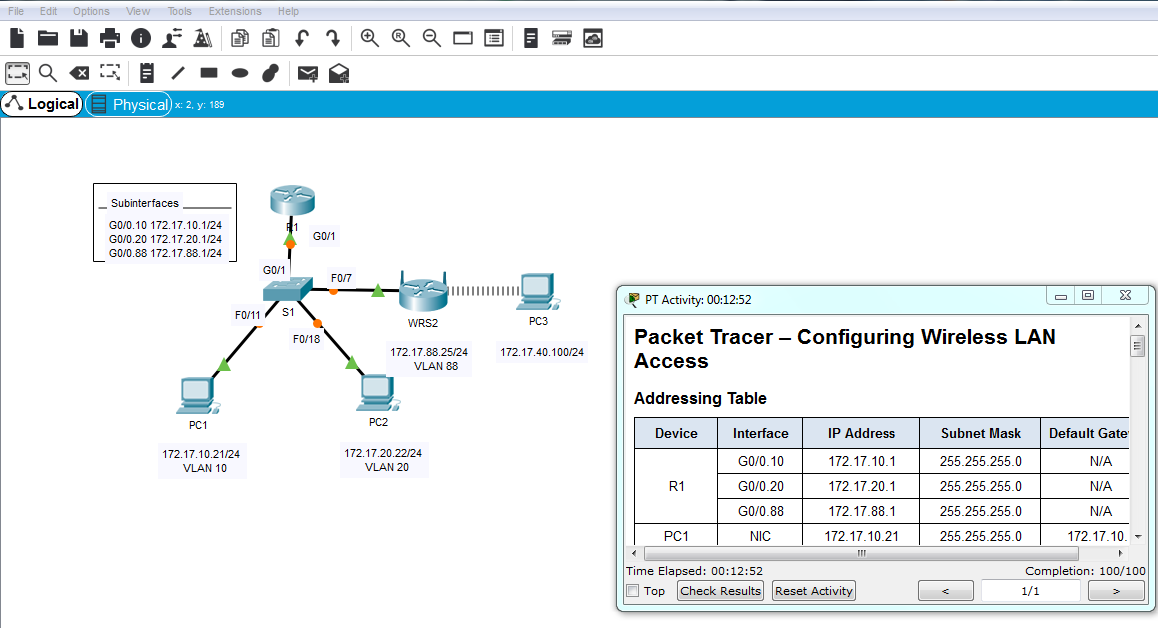 File Edit Options View Tools Extensions Help
Logical Physical x: 2, y: 189
Subinterfaces
G0/0.10 172.17.10.1/24
G0/0.20 172.17.20.1/24
G0/0.88 172.17.88.1/24
R1
G0/1
G0/1
F0/7
S1
F0/11
F0/18
WRS2
172.17.88.25/24
VLAN 88
PC3
172.17.40.100/24
PC1
172.17.10.21/24
VLAN 10
PC2
172.17.20.22/24
VLAN 20
PT Activity: 00:12:52
Packet Tracer – Configuring Wireless LAN
Access
Addressing Table
Device Interface IP Address Subnet Mask Default Gate
G0/0.10 172.17.10.1 255.255.255.0 N/A
R1 G0/0.20 172.17.20.1 255.255.255.0 N/A
G0/0.88 172.17.88.1 255.255.255.0 N/A
PC1 NIC 172.17.10.21 255.255.255.0 172.17.10.
Time Elapsed: 00:12:52 Completion: 100/100
Top Check Results Reset Activity < 1/1 >